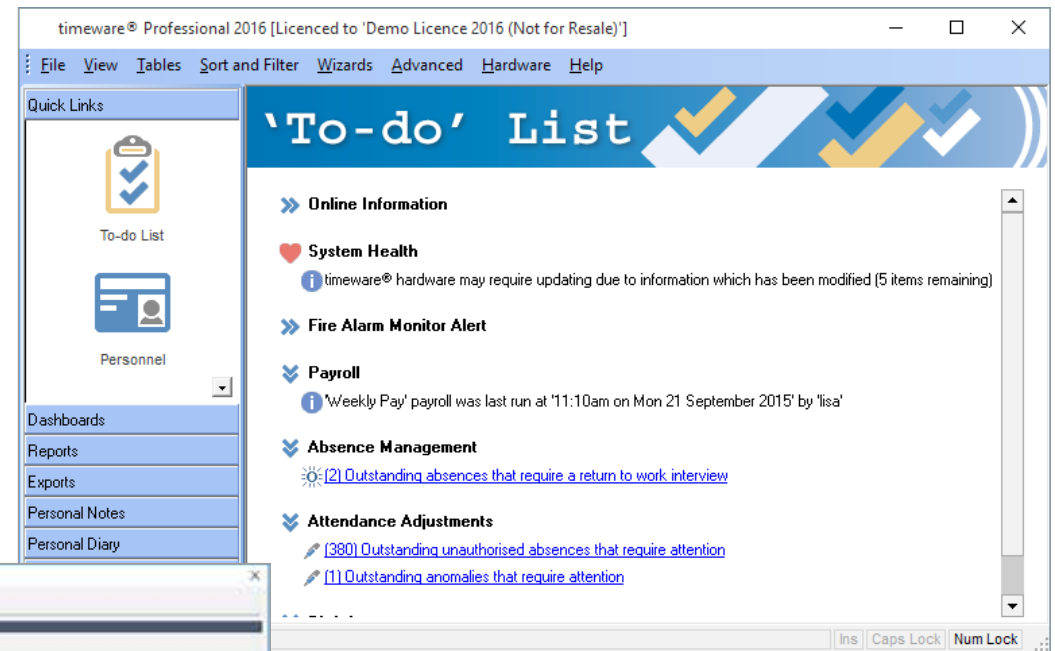 timeware® Professional 2016 [Licenced to 'Demo Licence 2016 (Not for Resale)']
File View Tables Sort and Filter Wizards Advanced Hardware Help
Quick Links
To-do List
Personnel
Dashboards
Reports
Exports
Personal Notes
Personal Diary
'To-do' List
Online Information
System Health
timeware® hardware may require updating due to information which has been modified (5 items remaining)
Fire Alarm Monitor Alert
Payroll
'Weekly Pay' payroll was last run at '11:10am on Mon 21 September 2015' by 'lisa'
Absence Management
(2) Outstanding absences that require a return to work interview
Attendance Adjustments
(380) Outstanding unauthorised absences that require attention
(1) Outstanding anomalies that require attention
Ins Caps Lock Num Lock